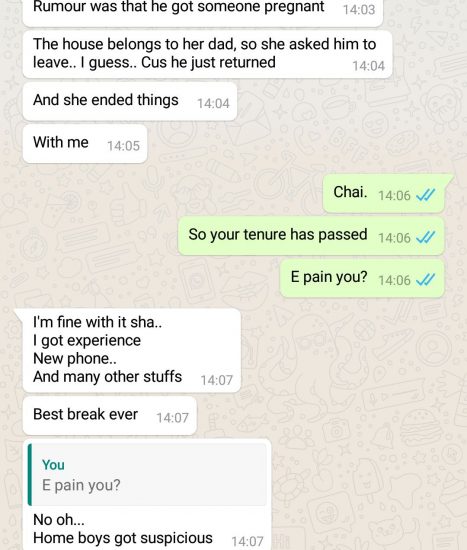 Rumour was that he got someone pregnant
14:03
The house belongs to her dad, so she asked him to
leave.. I guess.. Cus he just returned
14:04
And she ended things
14:04
With me
14:05
Chai.
14:06
So your tenure has passed
14:06
E pain you?
14:06
I'm fine with it sha..
I got experience
New phone..
And many other stuffs
14:07
Best break ever
14:07
You
E pain you?
No oh...
Home boys got suspicious
14:07